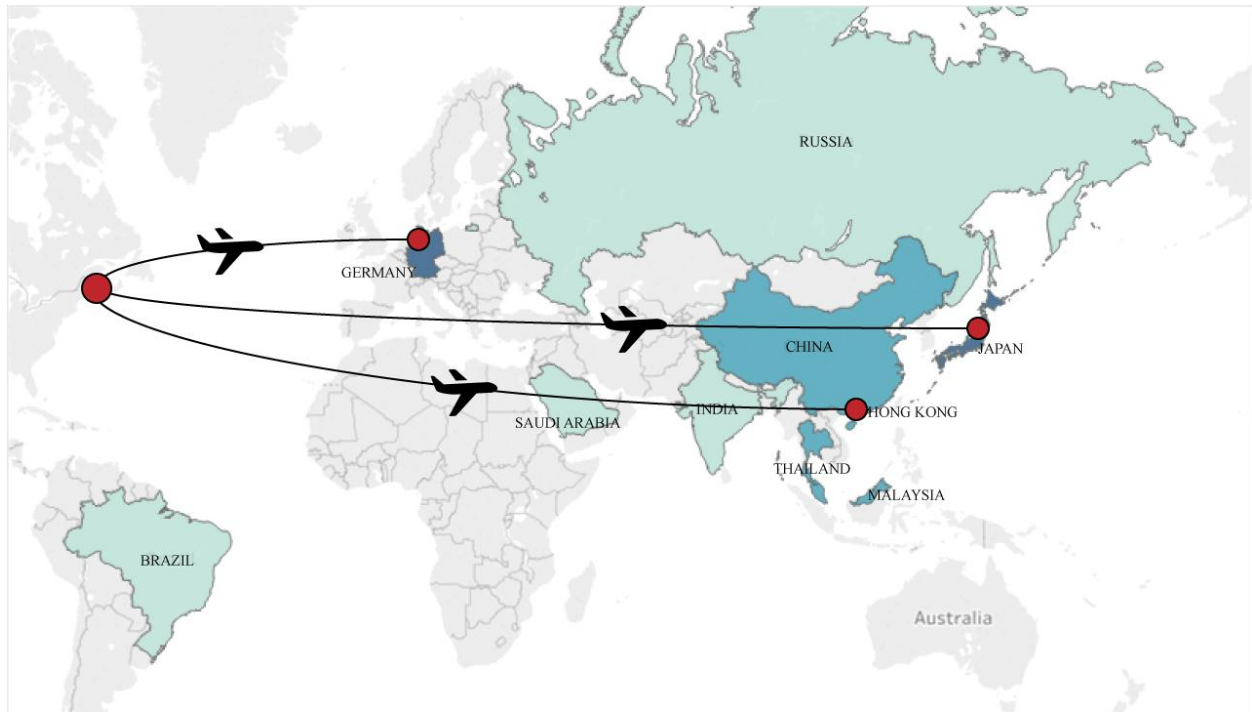 RUSSIA
GERMANY
CHINA
JAPAN
INDIA
HONG KONG
SAUDI ARABIA
THAILAND
MALAYSIA
BRAZIL
Australia